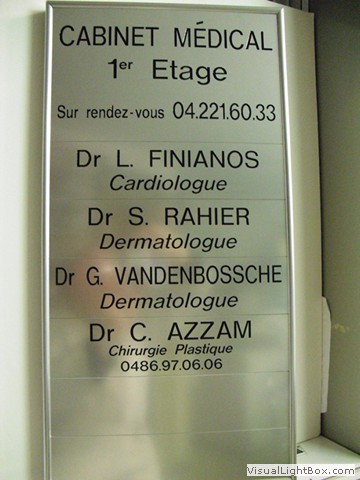 CABINET MÉDICAL
1er Etage
Sur rendez-vous 04.221.60.33
Dr L. FINIANOS
Cardiologue
Dr S. RAHIER
Dermatologue
Dr G. VANDENBOSSCHE
Dermatologue
Dr C. AZZAM
Chirurgie Plastique
0486.97.06.06
VisualLightBox.com